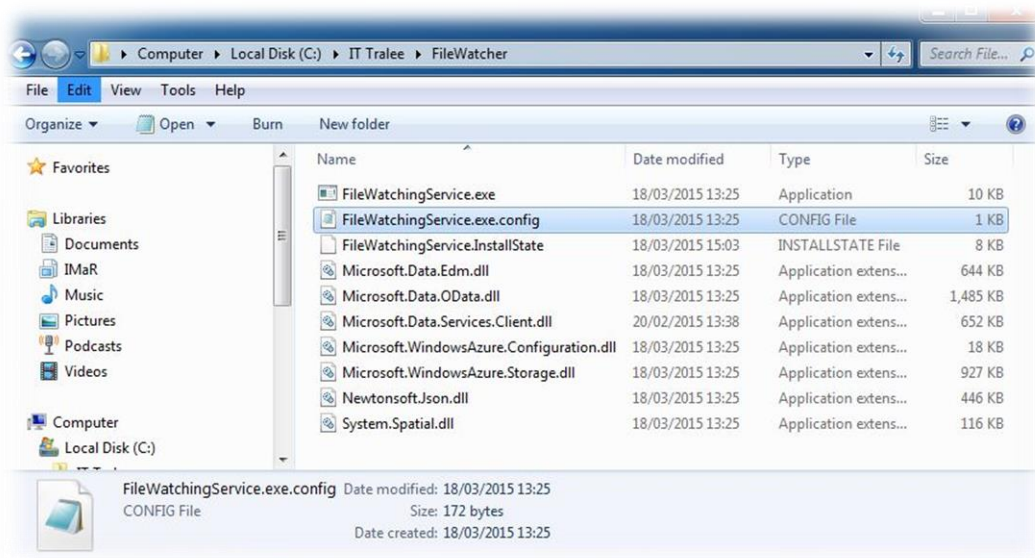 Computer Local Disk (C:) IT Tralee FileWatcher Search File...
File Edit View Tools Help
Organize Open Burn New folder
Favorites
Libraries
Documents
IMaR
Music
Pictures
Podcasts
Videos
Computer
Local Disk (C:)
Name Date modified Type Size
FileWatchingService.exe 18/03/2015 13:25 Application 10 KB
FileWatchingService.exe.config 18/03/2015 13:25 CONFIG File 1 KB
FileWatchingService.InstallState 18/03/2015 15:03 INSTALLSTATE File 8 KB
Microsoft.Data.Edm.dll 18/03/2015 13:25 Application extens... 644 KB
Microsoft.Data.OData.dll 18/03/2015 13:25 Application extens... 1,485 KB
Microsoft.Data.Services.Client.dll 20/02/2015 13:38 Application extens... 652 KB
Microsoft.WindowsAzure.Configuration.dll 18/03/2015 13:25 Application extens... 18 KB
Microsoft.WindowsAzure.Storage.dll 18/03/2015 13:25 Application extens... 927 KB
Newtonsoft.Json.dll 18/03/2015 13:25 Application extens... 446 KB
System.Spatial.dll 18/03/2015 13:25 Application extens... 116 KB
FileWatchingService.exe.config Date modified: 18/03/2015 13:25
CONFIG File Size: 172 bytes
Date created: 18/03/2015 13:25